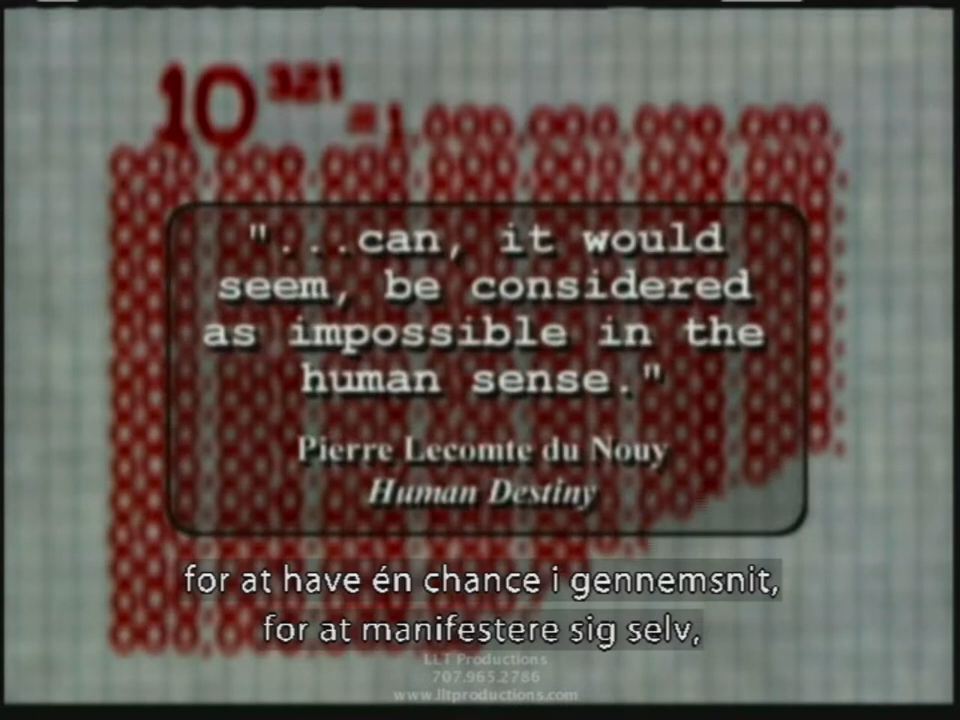 10³²¹=1,000,000,000,000,
"...can, it would
seem, be considered
as impossible in the
human sense."
Pierre Lecomte du Nouy
Human Destiny
for at have én chance i gennemsnit,
for at manifestere sig selv,
LLT Productions
707.965.2786
www.lltproductions.com